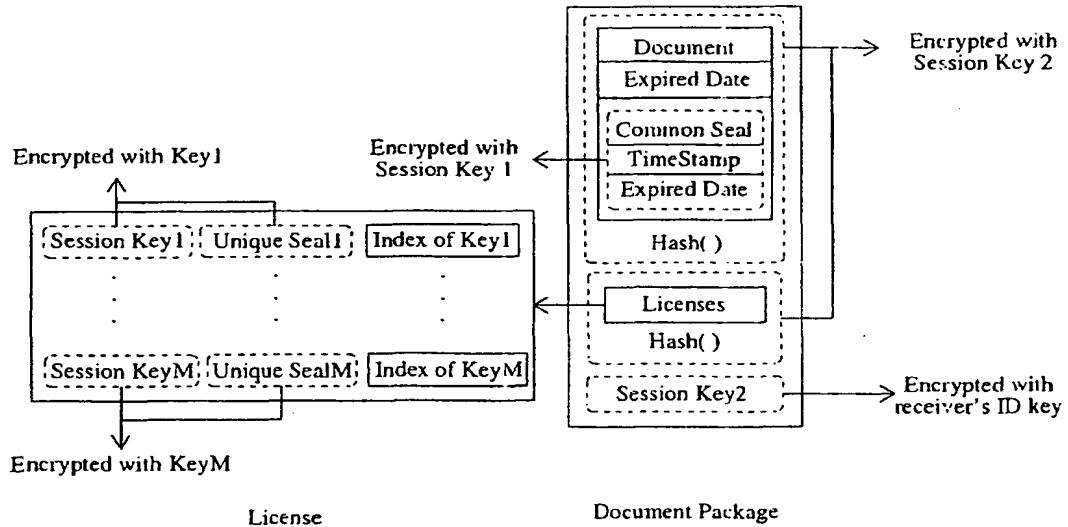 Document
Expired Date
Common Seal
TimeStamp
Expired Date
Hash( )
Licenses
Hash( )
Session Key2
Encrypted with
Session Key 2
Encrypted with
Session Key 1
Encrypted with
receiver's ID key
Encrypted with Key1
Session Key1 Unique Seal1 Index of Key1
Session KeyM Unique SealM Index of KeyM
Encrypted with KeyM
License
Document Package